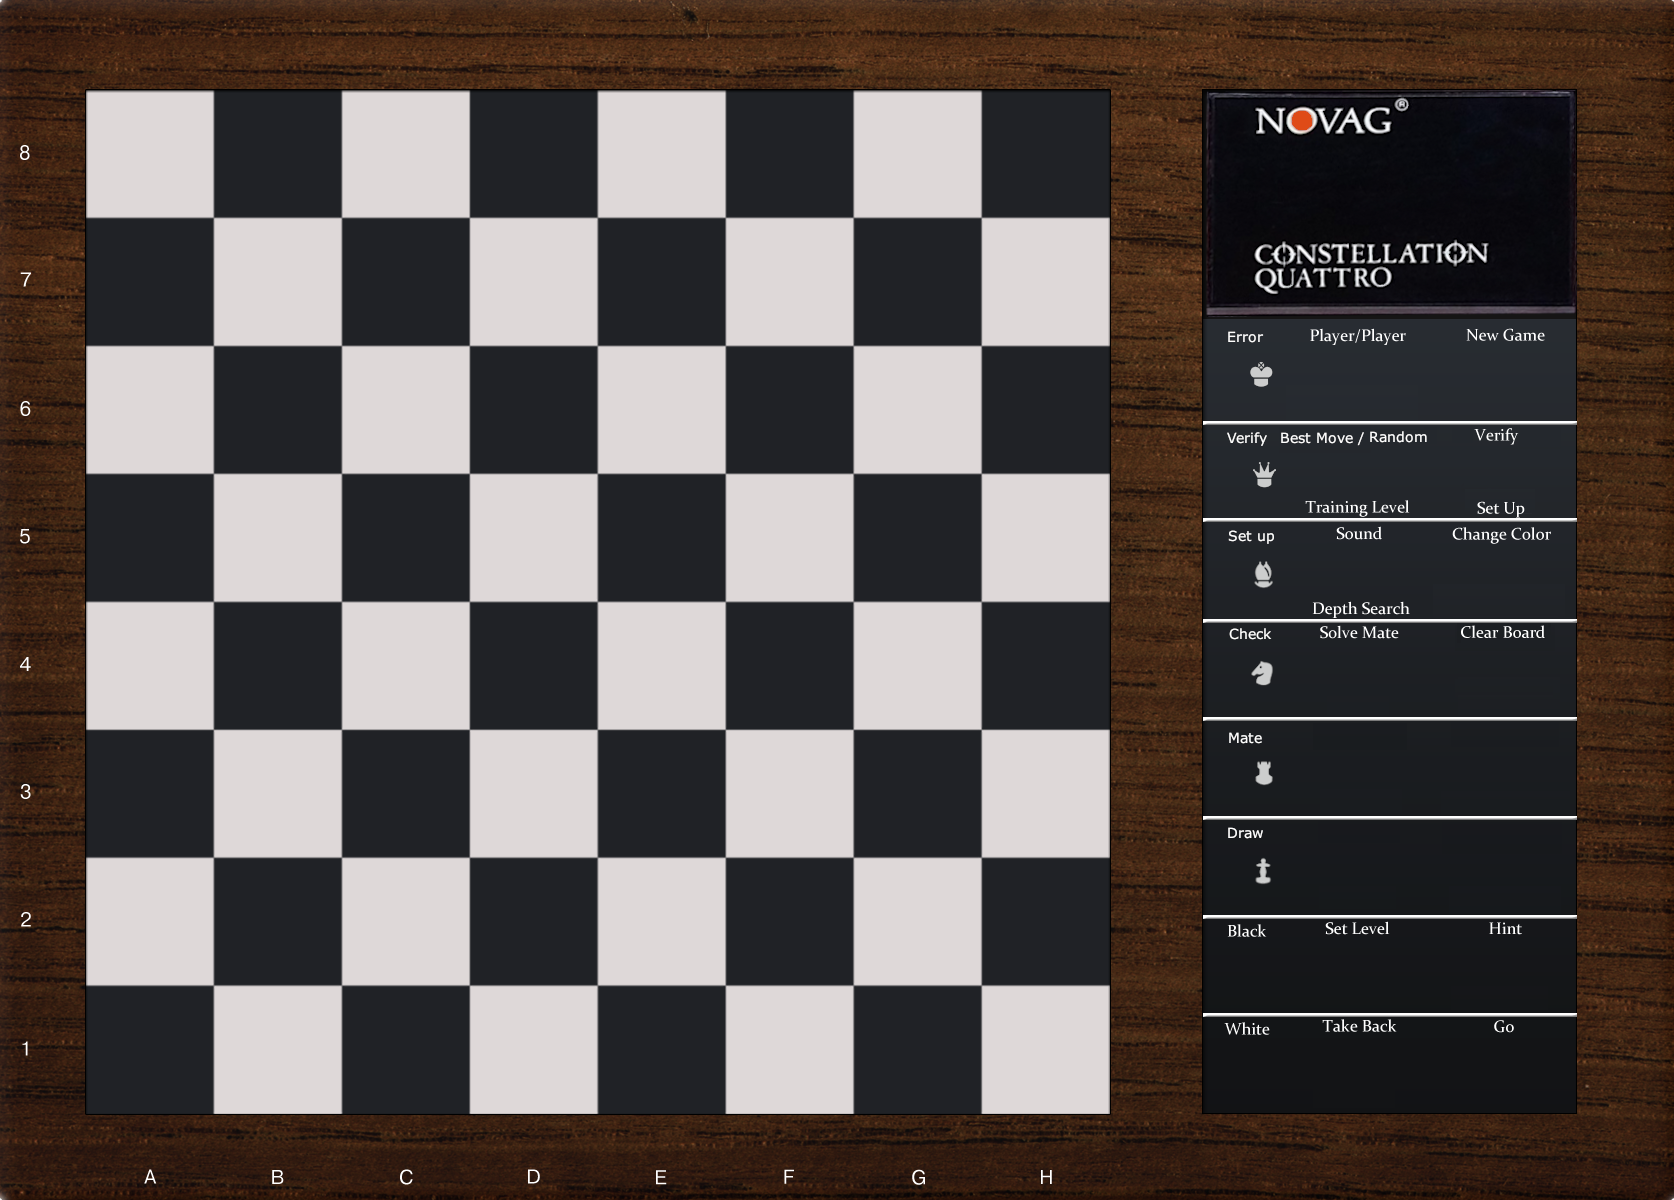 8
7
6
5
4
3
2
1
A B C D E F G H
NOVAG®
CONSTELLATION
QUATTRO
Error Player/Player New Game
Verify Best Move / Random Verify
Training Level Set Up
Set up Sound Change Color
Depth Search
Check Solve Mate Clear Board
Mate
Draw
Black Set Level Hint
White Take Back Go